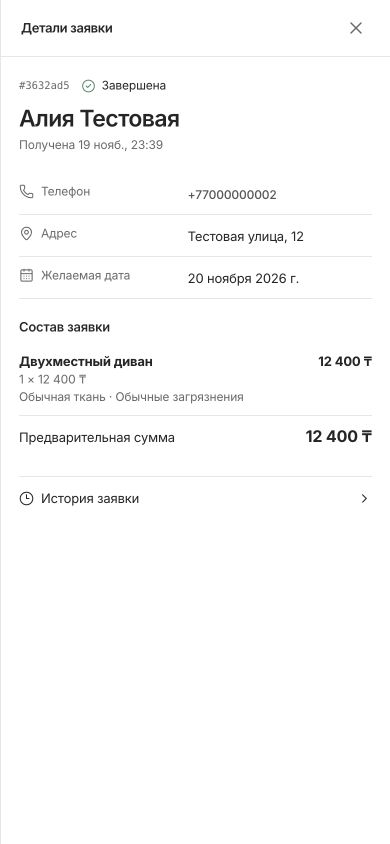 Детали заявки
#3632ad5 Завершена
Алия Тестовая
Получена 19 нояб., 23:39
Телефон +77000000002
Адрес Тестовая улица, 12
Желаемая дата 20 ноября 2026 г.
Состав заявки
Двухместный диван 12 400 ₸
1 × 12 400 ₸
Обычная ткань · Обычные загрязнения
Предварительная сумма 12 400 ₸
История заявки